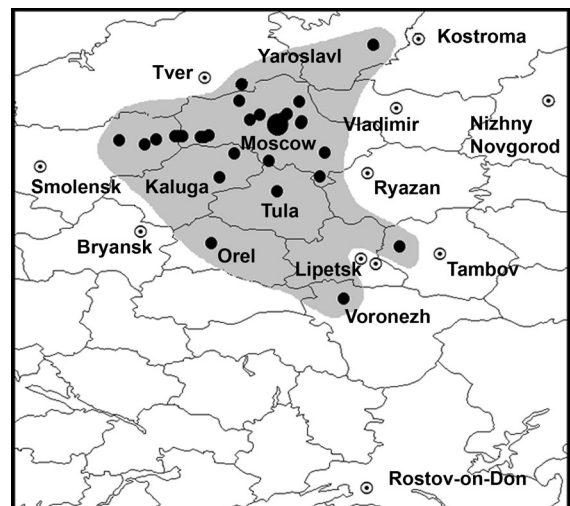 Kostroma
Yaroslavl
Tver
Vladimir
Nizhny
Novgorod
Moscow
Smolensk
Kaluga
Ryazan
Tula
Bryansk
Orel
Lipetsk
Tambov
Voronezh
Rostov-on-Don